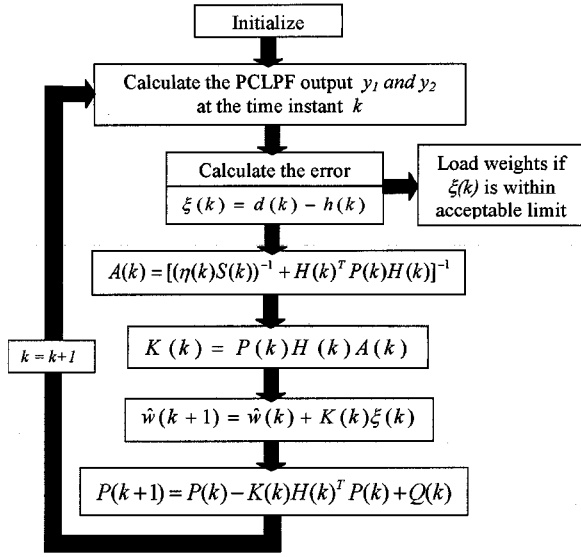 Initialize
Calculate the PCLPF output y₁ and y₂
at the time instant k
Calculate the error
ξ(k) = d(k) − h(k)
Load weights if
ξ(k) is within
acceptable limit
A(k) = [(η(k)S(k))⁻¹ + H(k)ᵀ P(k)H(k)]⁻¹
k = k+1
K(k) = P(k)H(k)A(k)
ŵ(k+1) = ŵ(k) + K(k)ξ(k)
P(k+1) = P(k) − K(k)H(k)ᵀ P(k) + Q(k)